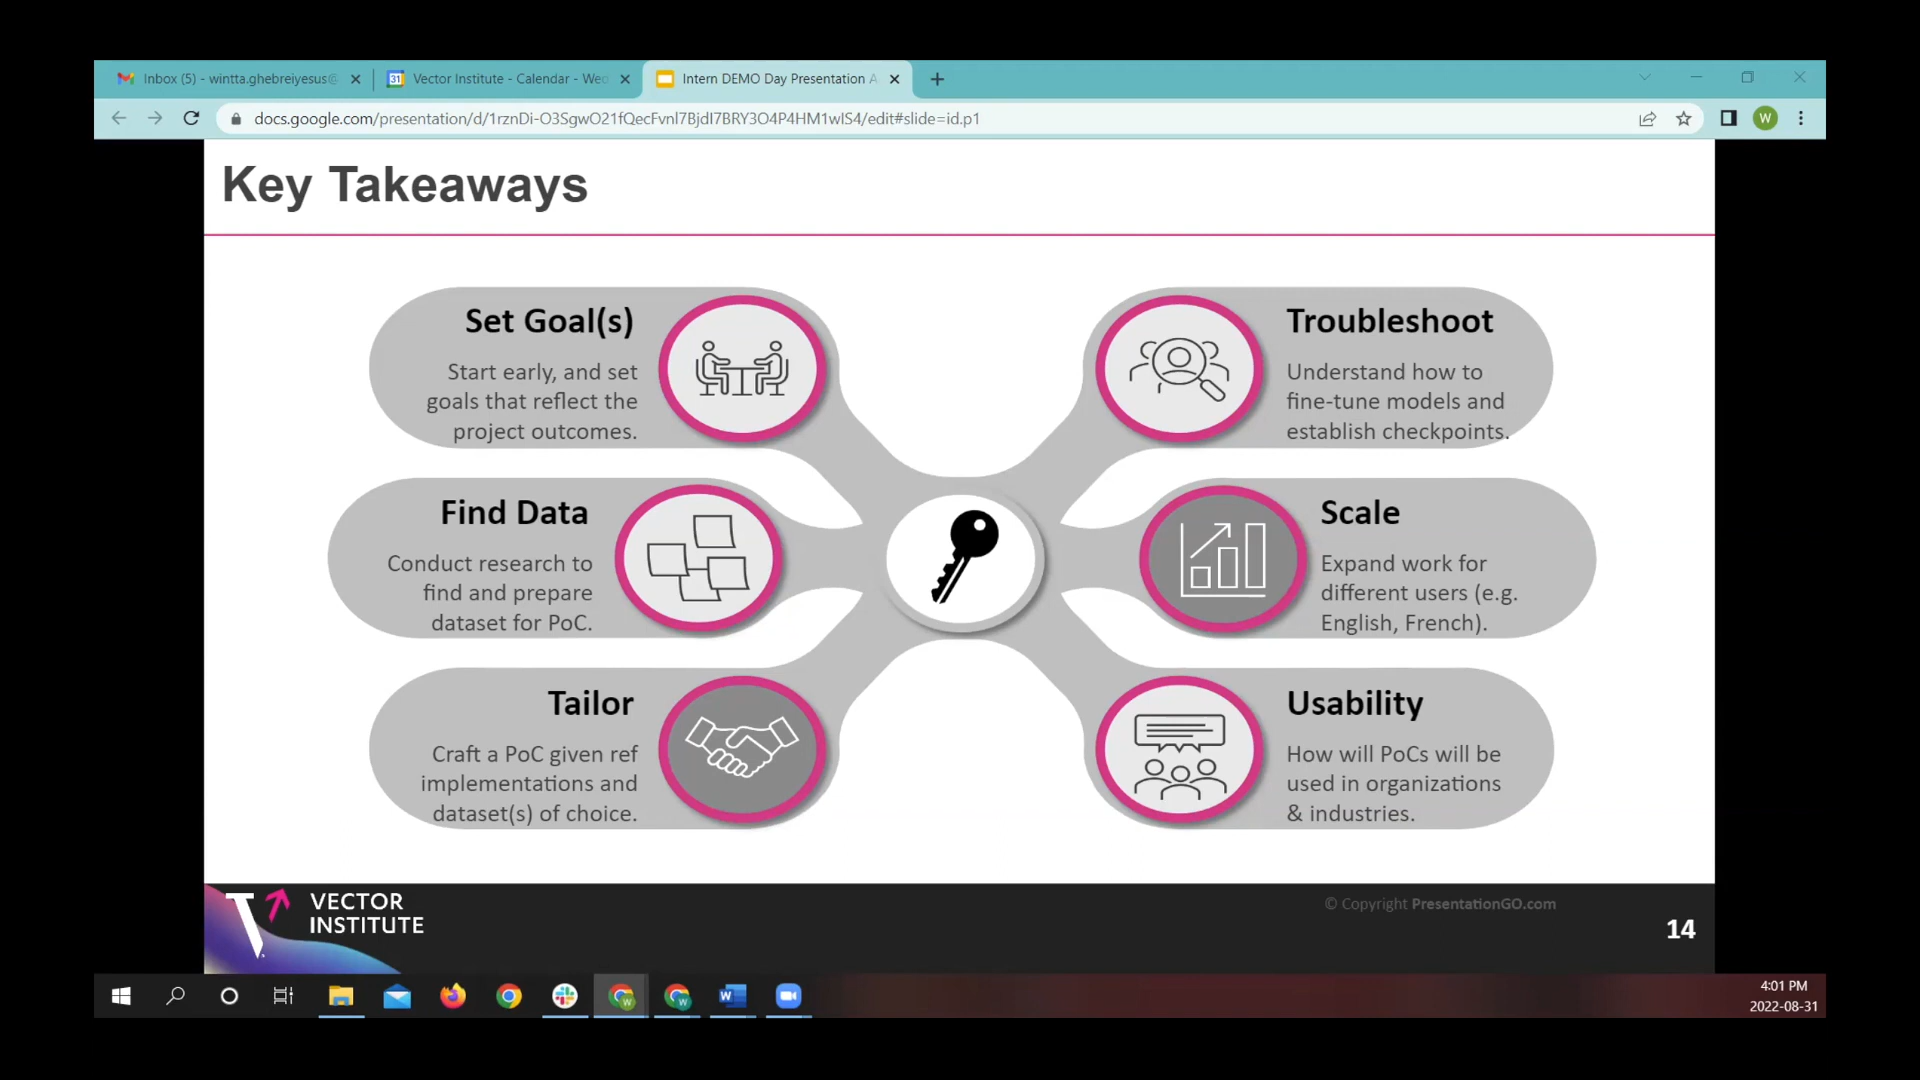 Inbox (5) - wintta.ghebreiyesus@
Vector Institute - Calendar - Wed
Intern DEMO Day Presentation A
docs.google.com/presentation/d/1rznDi-O3SgwO21fQecFvnl7BjdI7BRY3O4P4HM1wlS4/edit#slide=id.p1
W
Key Takeaways
Set Goal(s)
Start early, and set
goals that reflect the
project outcomes.
Find Data
Conduct research to
find and prepare
dataset for PoC.
Tailor
Craft a PoC given ref
implementations and
dataset(s) of choice.
Troubleshoot
Understand how to
fine-tune models and
establish checkpoints.
Scale
Expand work for
different users (e.g.
English, French).
Usability
How will PoCs will be
used in organizations
& industries.
VECTOR
INSTITUTE
© Copyright PresentationGO.com
14
4:01 PM
2022-08-31